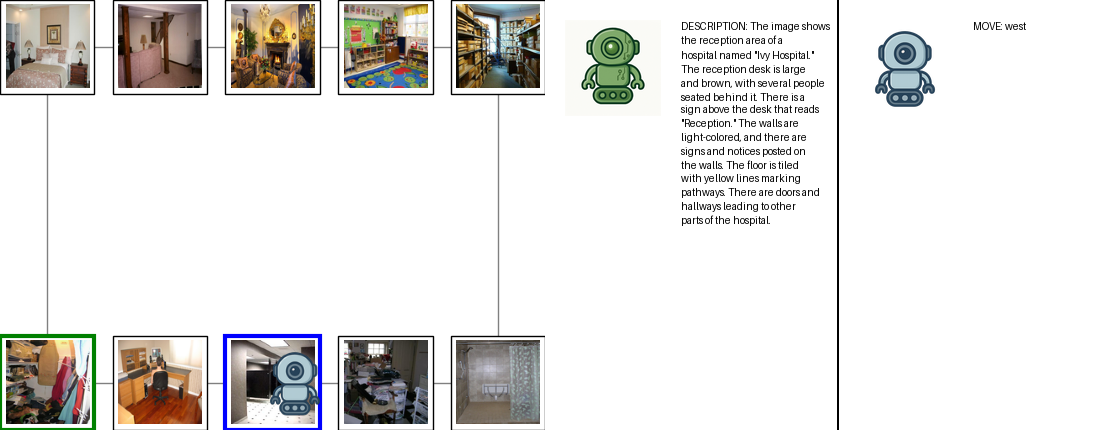 DESCRIPTION: The image shows
the reception area of a
hospital named "Ivy Hospital."
The reception desk is large
and brown, with several people
seated behind it. There is a
sign above the desk that reads
"Reception." The walls are
light-colored, and there are
signs and notices posted on
the walls. The floor is tiled
with yellow lines marking
pathways. There are doors and
hallways leading to other
parts of the hospital.
MOVE: west